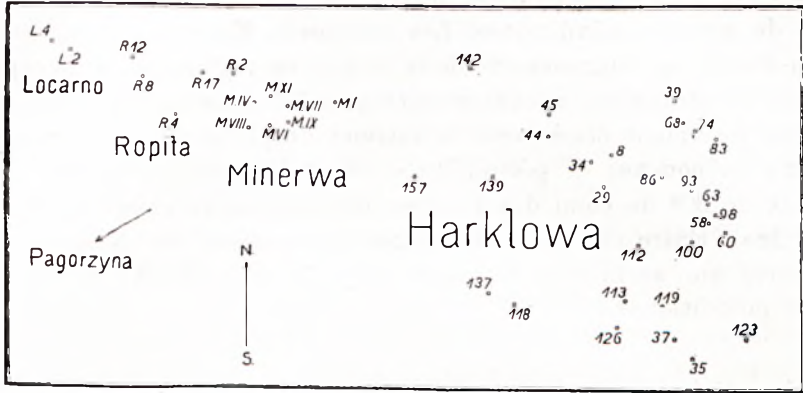 L4
L2
R12
R8
R17
R2
R4
Locarno
Ropita
MXI
MIV
MVII
MI
MVIII
MVI
MIX
Minerwa
Pagorzyna
N.
S.
142
45
44
39
68
74
83
8
34
29
86
93
63
98
58
60
157
139
Harklowa
112
100
137
118
113
119
126
37
123
35